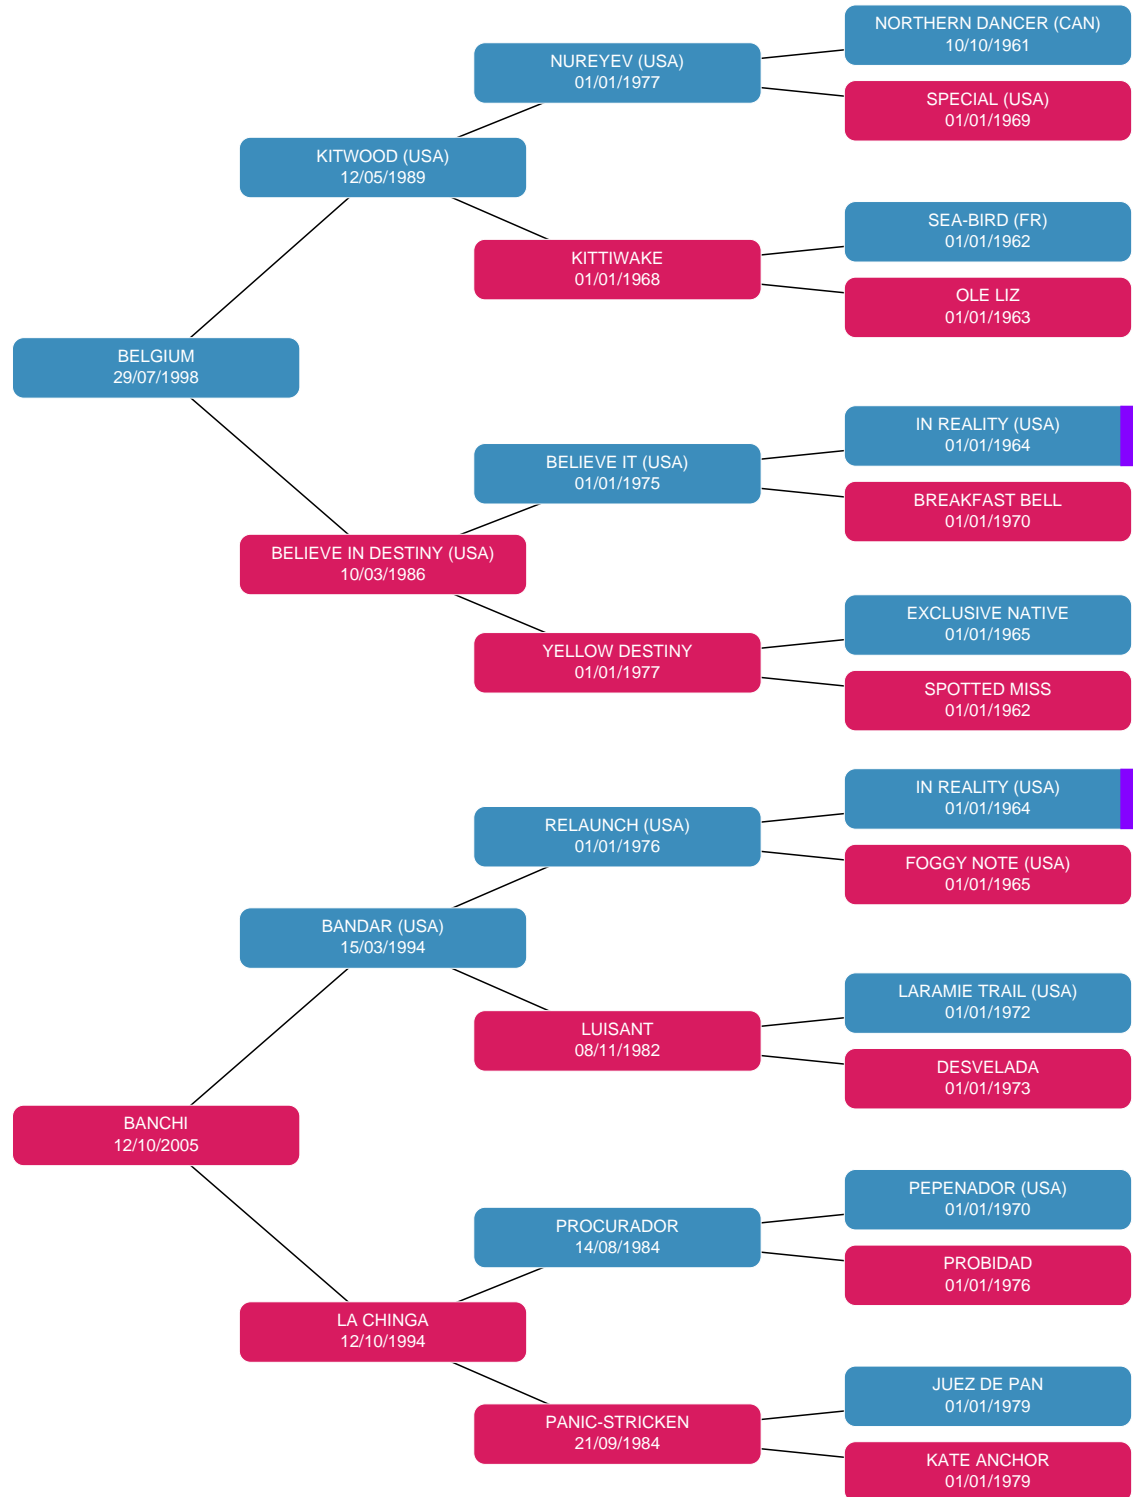 NORTHERN DANCER (CAN)
10/10/1961
NUREYEV (USA)
01/01/1977
SPECIAL (USA)
01/01/1969
KITWOOD (USA)
12/05/1989
SEA-BIRD (FR)
01/01/1962
KITTIWAKE
01/01/1968
OLE LIZ
01/01/1963
BELGIUM
29/07/1998
IN REALITY (USA)
01/01/1964
BELIEVE IT (USA)
01/01/1975
BREAKFAST BELL
01/01/1970
BELIEVE IN DESTINY (USA)
10/03/1986
EXCLUSIVE NATIVE
01/01/1965
YELLOW DESTINY
01/01/1977
SPOTTED MISS
01/01/1962
IN REALITY (USA)
01/01/1964
RELAUNCH (USA)
01/01/1976
FOGGY NOTE (USA)
01/01/1965
BANDAR (USA)
15/03/1994
LARAMIE TRAIL (USA)
01/01/1972
LUISANT
08/11/1982
DESVELADA
01/01/1973
BANCHI
12/10/2005
PEPENADOR (USA)
01/01/1970
PROCURADOR
14/08/1984
PROBIDAD
01/01/1976
LA CHINGA
12/10/1994
JUEZ DE PAN
01/01/1979
PANIC-STRICKEN
21/09/1984
KATE ANCHOR
01/01/1979